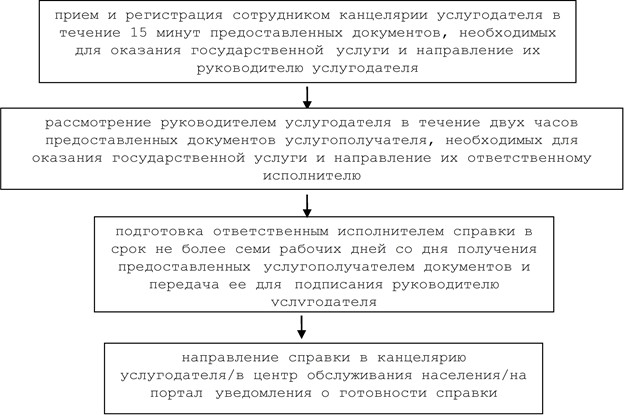 прием и регистрация сотрудником канцелярии услугодателя в
течение 15 минут предоставленных документов, необходимых
для оказания государственной услуги и направление их
руководителю услугодателя
рассмотрение руководителем услугодателя в течение двух часов
предоставленных документов услугополучателя, необходимых для
оказания государственной услуги и направление их ответственному
исполнителю
подготовка ответственным исполнителем справки в
срок не более семи рабочих дней со дня получения
предоставленных услугополучателем документов и
передача ее для подписания руководителю
услугодателя
направление справки в канцелярию
услугодателя/в центр обслуживания населения/на
портал уведомления о готовности справки